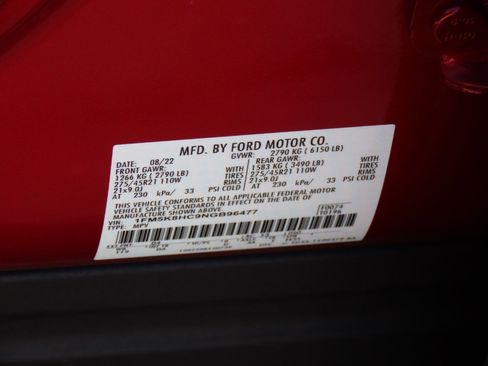 MFD. BY FORD MOTOR CO.
DATE: 08/22 GVWR: 2790 KG ( 6150 LB)
FRONT GAWR: REAR GAWR:
1266 KG ( 2790 LB) WITH 1583 KG ( 3490 LB) WITH
275/45R21 110W TIRES 275/45R21 110W TIRES
21x9.0J RIMS 21x9.0J RIMS
AT 230 kPa/ 33 PSI COLD AT 230 kPa/ 33 PSI COLD
THIS VEHICLE CONFORMS TO ALL APPLICABLE FEDERAL MOTOR
VEHICLE SAFETY STANDARDS IN EFFECT ON THE DATE OF
MANUFACTURE SHOWN ABOVE.
VIN: 1FM5K8HC9NGB96477 F0074
TYPE: MPV T0196